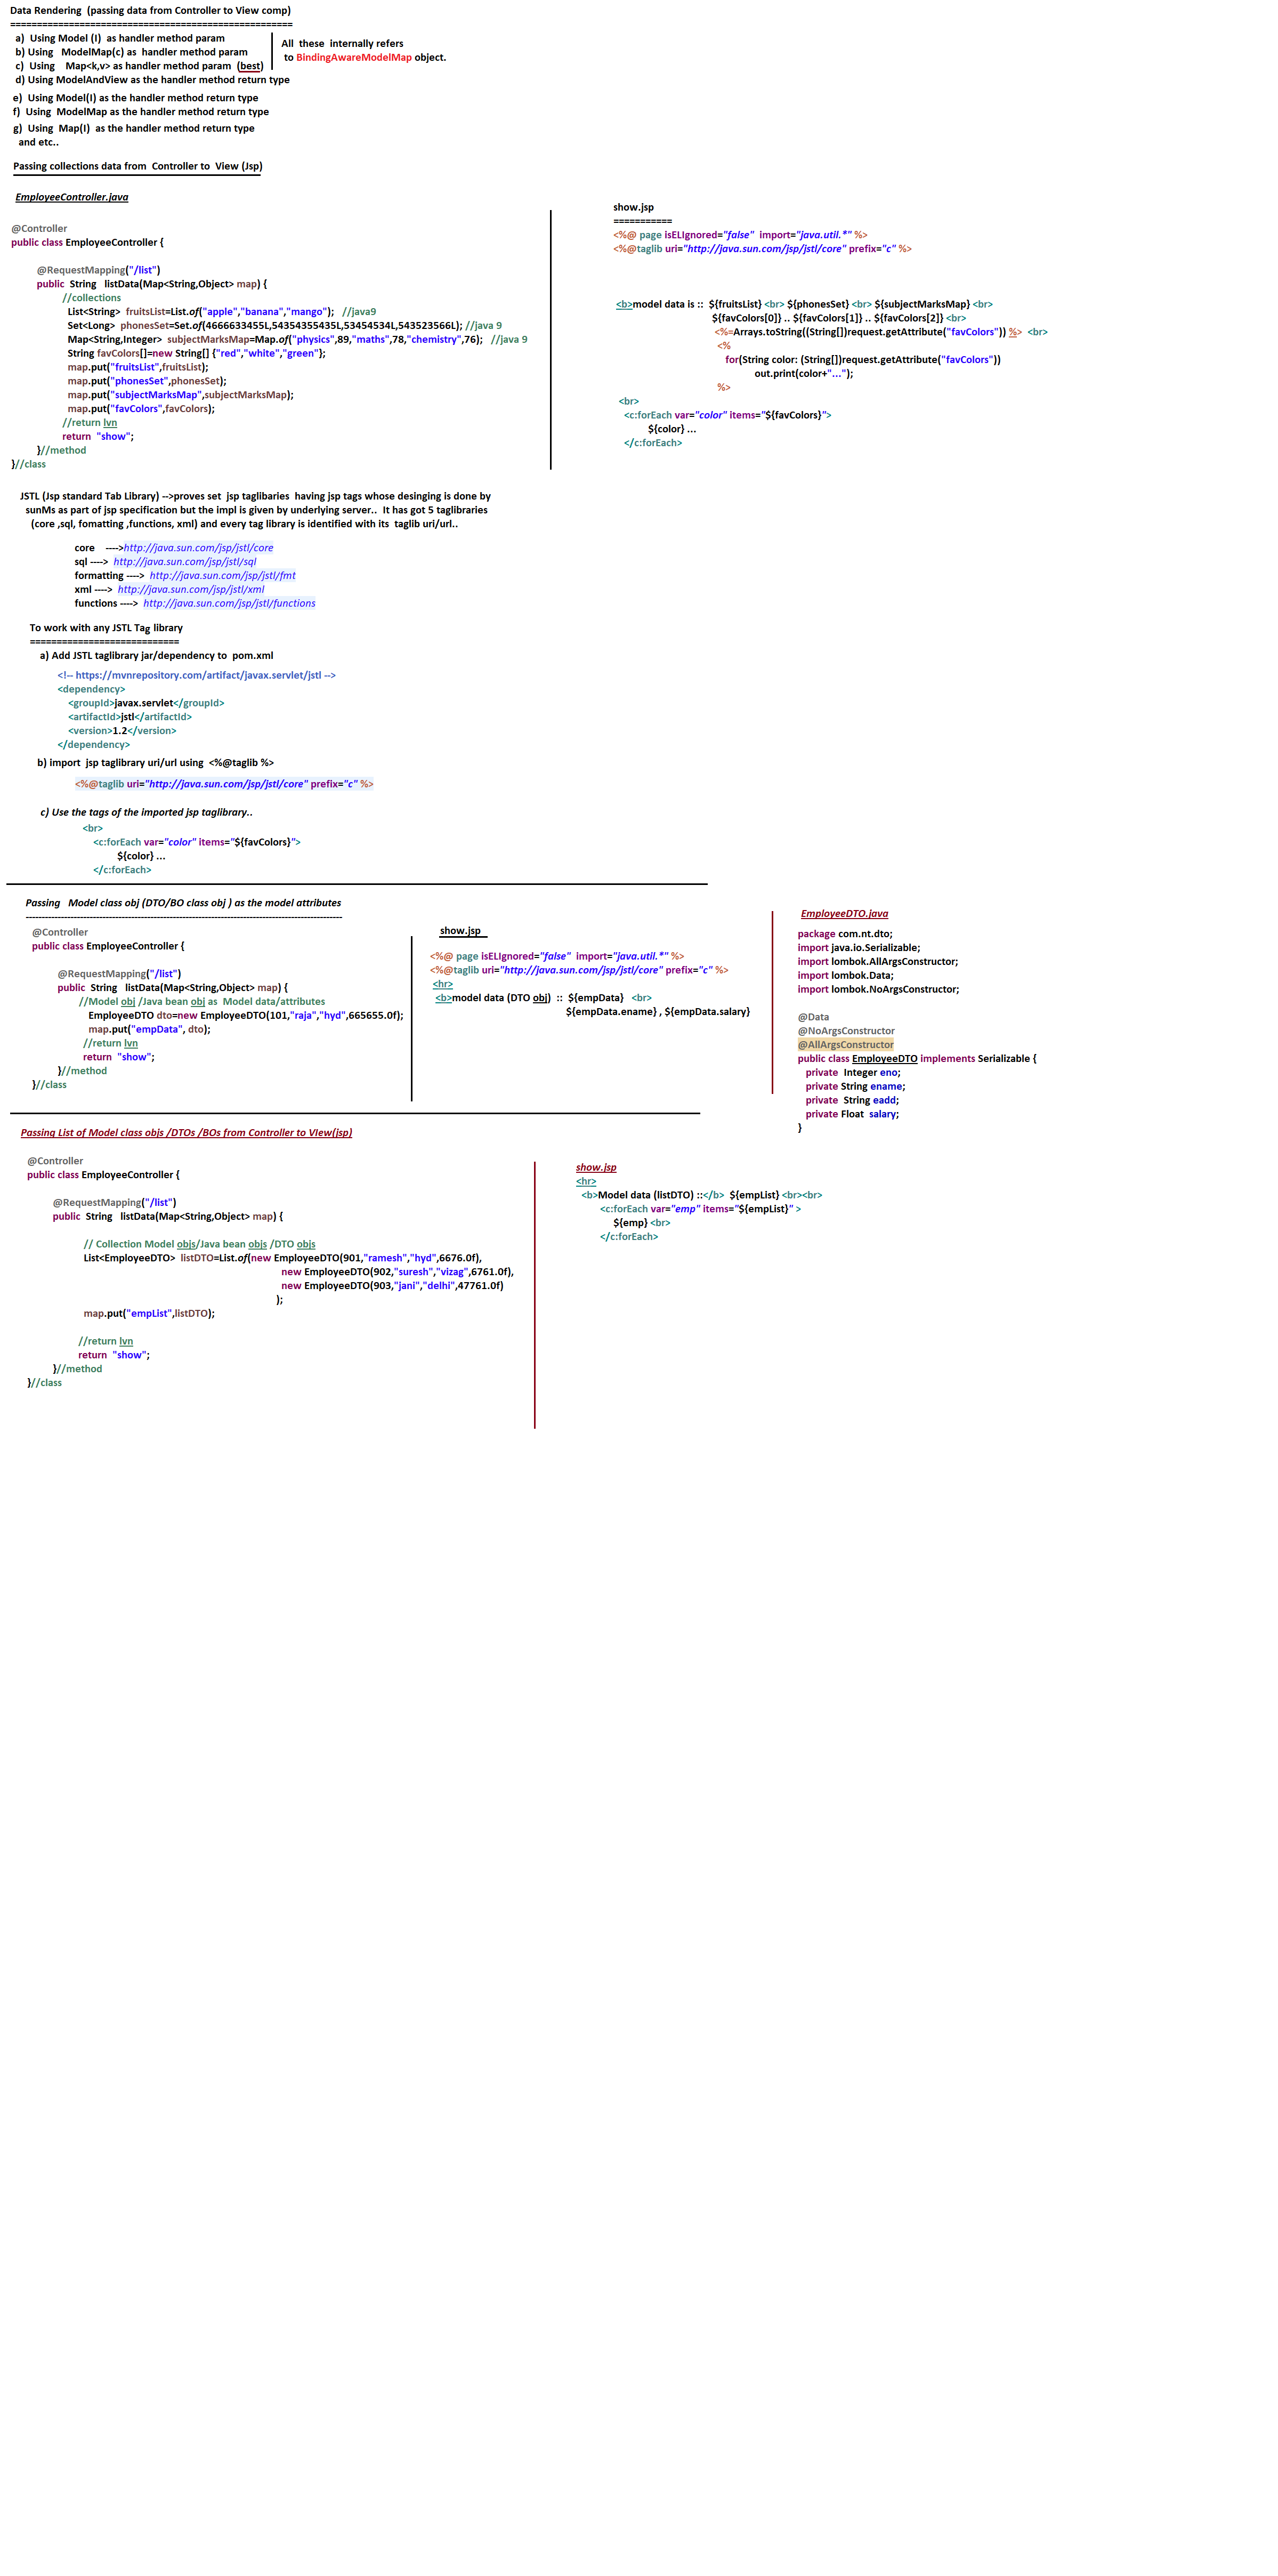 Data Rendering (passing data from Controller to View comp)
=====================================================
a) Using Model (I) as handler method param
b) Using ModelMap(c) as handler method param
c) Using Map<k,v> as handler method param (best)
d) Using ModelAndView as the handler method return type
All these internally refers
to BindingAwareModelMap object.
e) Using Model(I) as the handler method return type
f) Using ModelMap as the handler method return type
g) Using Map(I) as the handler method return type
and etc..
Passing collections data from Controller to View (Jsp)
EmployeeController.java
@Controller
public class EmployeeController {
@RequestMapping("/list")
public String listData(Map<String,Object> map) {
//collections
List<String> fruitsList=List.of("apple","banana","mango"); //java9
Set<Long> phonesSet=Set.of(4666633455L,54354355435L,53454534L,543523566L); //java 9
Map<String,Integer> subjectMarksMap=Map.of("physics",89,"maths",78,"chemistry",76); //java 9
String favColors[]=new String[] {"red","white","green"};
map.put("fruitsList",fruitsList);
map.put("phonesSet",phonesSet);
map.put("subjectMarksMap",subjectMarksMap);
map.put("favColors",favColors);
//return lvn
return "show";
}//method
}//class
show.jsp
===========
<%@ page isELIgnored="false" import="java.util.*" %>
<%@taglib uri="http://java.sun.com/jsp/jstl/core" prefix="c" %>
<b>model data is :: ${fruitsList} <br> ${phonesSet} <br> ${subjectMarksMap} <br>
${favColors[0]} .. ${favColors[1]} .. ${favColors[2]} <br>
<%=Arrays.toString((String[])request.getAttribute("favColors")) %> <br>
<%
for(String color: (String[])request.getAttribute("favColors"))
out.print(color+"...");
%>
<br>
<c:forEach var="color" items="${favColors}">
${color} ...
</c:forEach>
JSTL (Jsp standard Tab Library) -->proves set jsp taglibaries having jsp tags whose desinging is done by
sunMs as part of jsp specification but the impl is given by underlying server.. It has got 5 taglibraries
(core ,sql, fomatting ,functions, xml) and every tag library is identified with its taglib uri/url..
core ---->http://java.sun.com/jsp/jstl/core
sql ----> http://java.sun.com/jsp/jstl/sql
formatting ----> http://java.sun.com/jsp/jstl/fmt
xml ----> http://java.sun.com/jsp/jstl/xml
functions ----> http://java.sun.com/jsp/jstl/functions
To work with any JSTL Tag library
============================
a) Add JSTL taglibrary jar/dependency to pom.xml
<!-- https://mvnrepository.com/artifact/javax.servlet/jstl -->
<dependency>
<groupId>javax.servlet</groupId>
<artifactId>jstl</artifactId>
<version>1.2</version>
</dependency>
b) import jsp taglibrary uri/url using <%@taglib %>
<%@taglib uri="http://java.sun.com/jsp/jstl/core" prefix="c" %>
c) Use the tags of the imported jsp taglibrary..
<br>
<c:forEach var="color" items="${favColors}">
${color} ...
</c:forEach>
Passing Model class obj (DTO/BO class obj ) as the model attributes
---------------------------------------------------------------------------------------------------
@Controller
public class EmployeeController {
@RequestMapping("/list")
public String listData(Map<String,Object> map) {
//Model obj /Java bean obj as Model data/attributes
EmployeeDTO dto=new EmployeeDTO(101,"raja","hyd",665655.0f);
map.put("empData", dto);
//return lvn
return "show";
}//method
}//class
show.jsp
<%@ page isELIgnored="false" import="java.util.*" %>
<%@taglib uri="http://java.sun.com/jsp/jstl/core" prefix="c" %>
<hr>
<b>model data (DTO obj) :: ${empData} <br>
${empData.ename} , ${empData.salary}
EmployeeDTO.java
package com.nt.dto;
import java.io.Serializable;
import lombok.AllArgsConstructor;
import lombok.Data;
import lombok.NoArgsConstructor;
@Data
@NoArgsConstructor
@AllArgsConstructor
public class EmployeeDTO implements Serializable {
private Integer eno;
private String ename;
private String eadd;
private Float salary;
}
Passing List of Model class objs /DTOs /BOs from Controller to VIew(jsp)
@Controller
public class EmployeeController {
@RequestMapping("/list")
public String listData(Map<String,Object> map) {
// Collection Model objs/Java bean objs /DTO objs
List<EmployeeDTO> listDTO=List.of(new EmployeeDTO(901,"ramesh","hyd",6676.0f),
new EmployeeDTO(902,"suresh","vizag",6761.0f),
new EmployeeDTO(903,"jani","delhi",47761.0f)
);
map.put("empList",listDTO);
//return lvn
return "show";
}//method
}//class
show.jsp
<hr>
<b>Model data (listDTO) ::</b> ${empList} <br><br>
<c:forEach var="emp" items="${empList}" >
${emp} <br>
</c:forEach>